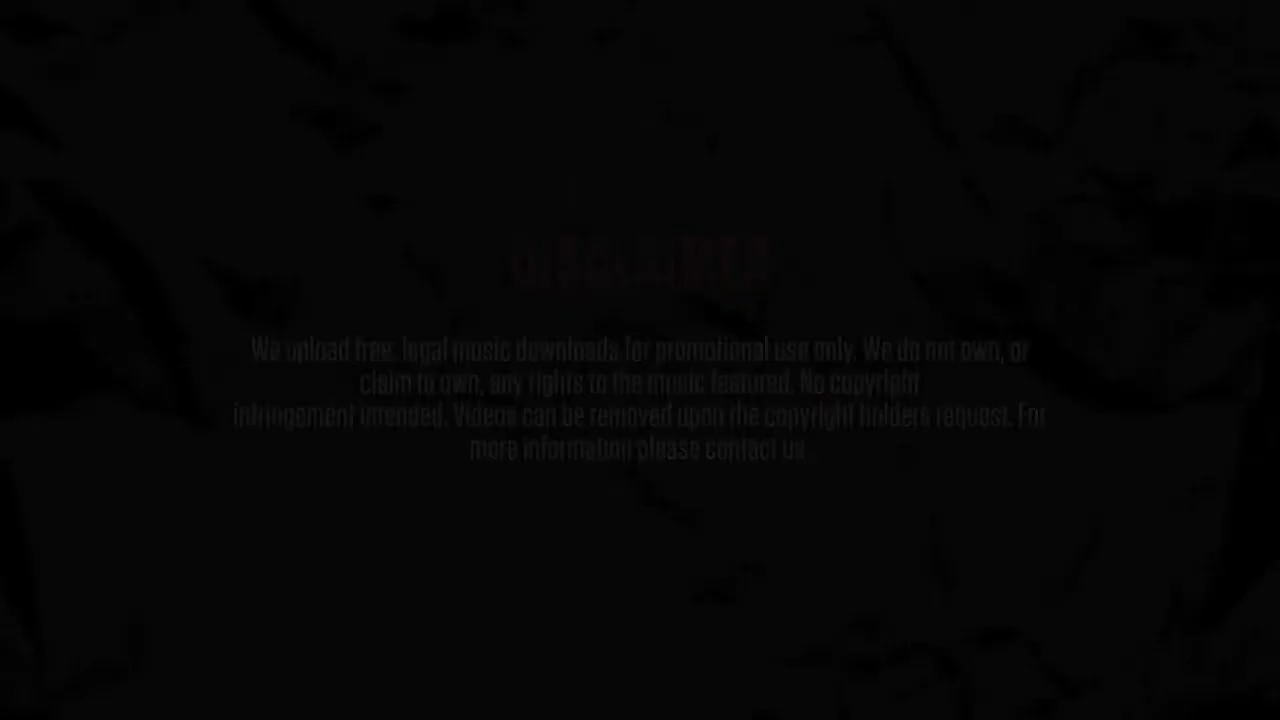 DISCLAIMER
We upload free, legal music downloads for promotional use only. We do not own, or
claim to own, any rights to the music featured. No copyright
infringement intended. Videos can be removed upon the copyright holders request. For
more information please contact us